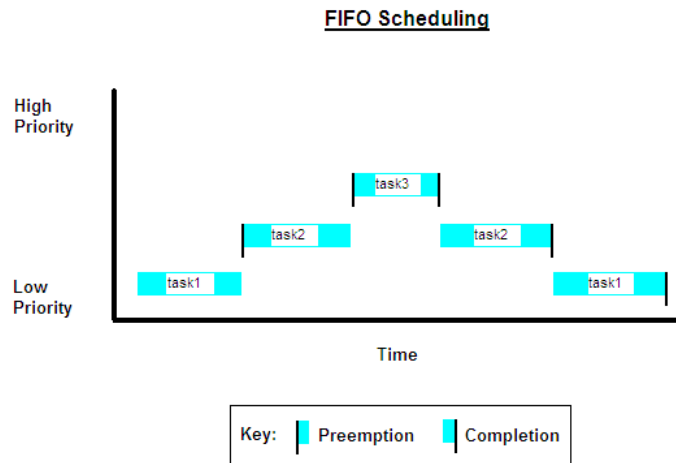 FIFO Scheduling
High
Priority
task3
task2
task2
task1
task1
Low
Priority
Time
Key: Preemption Completion